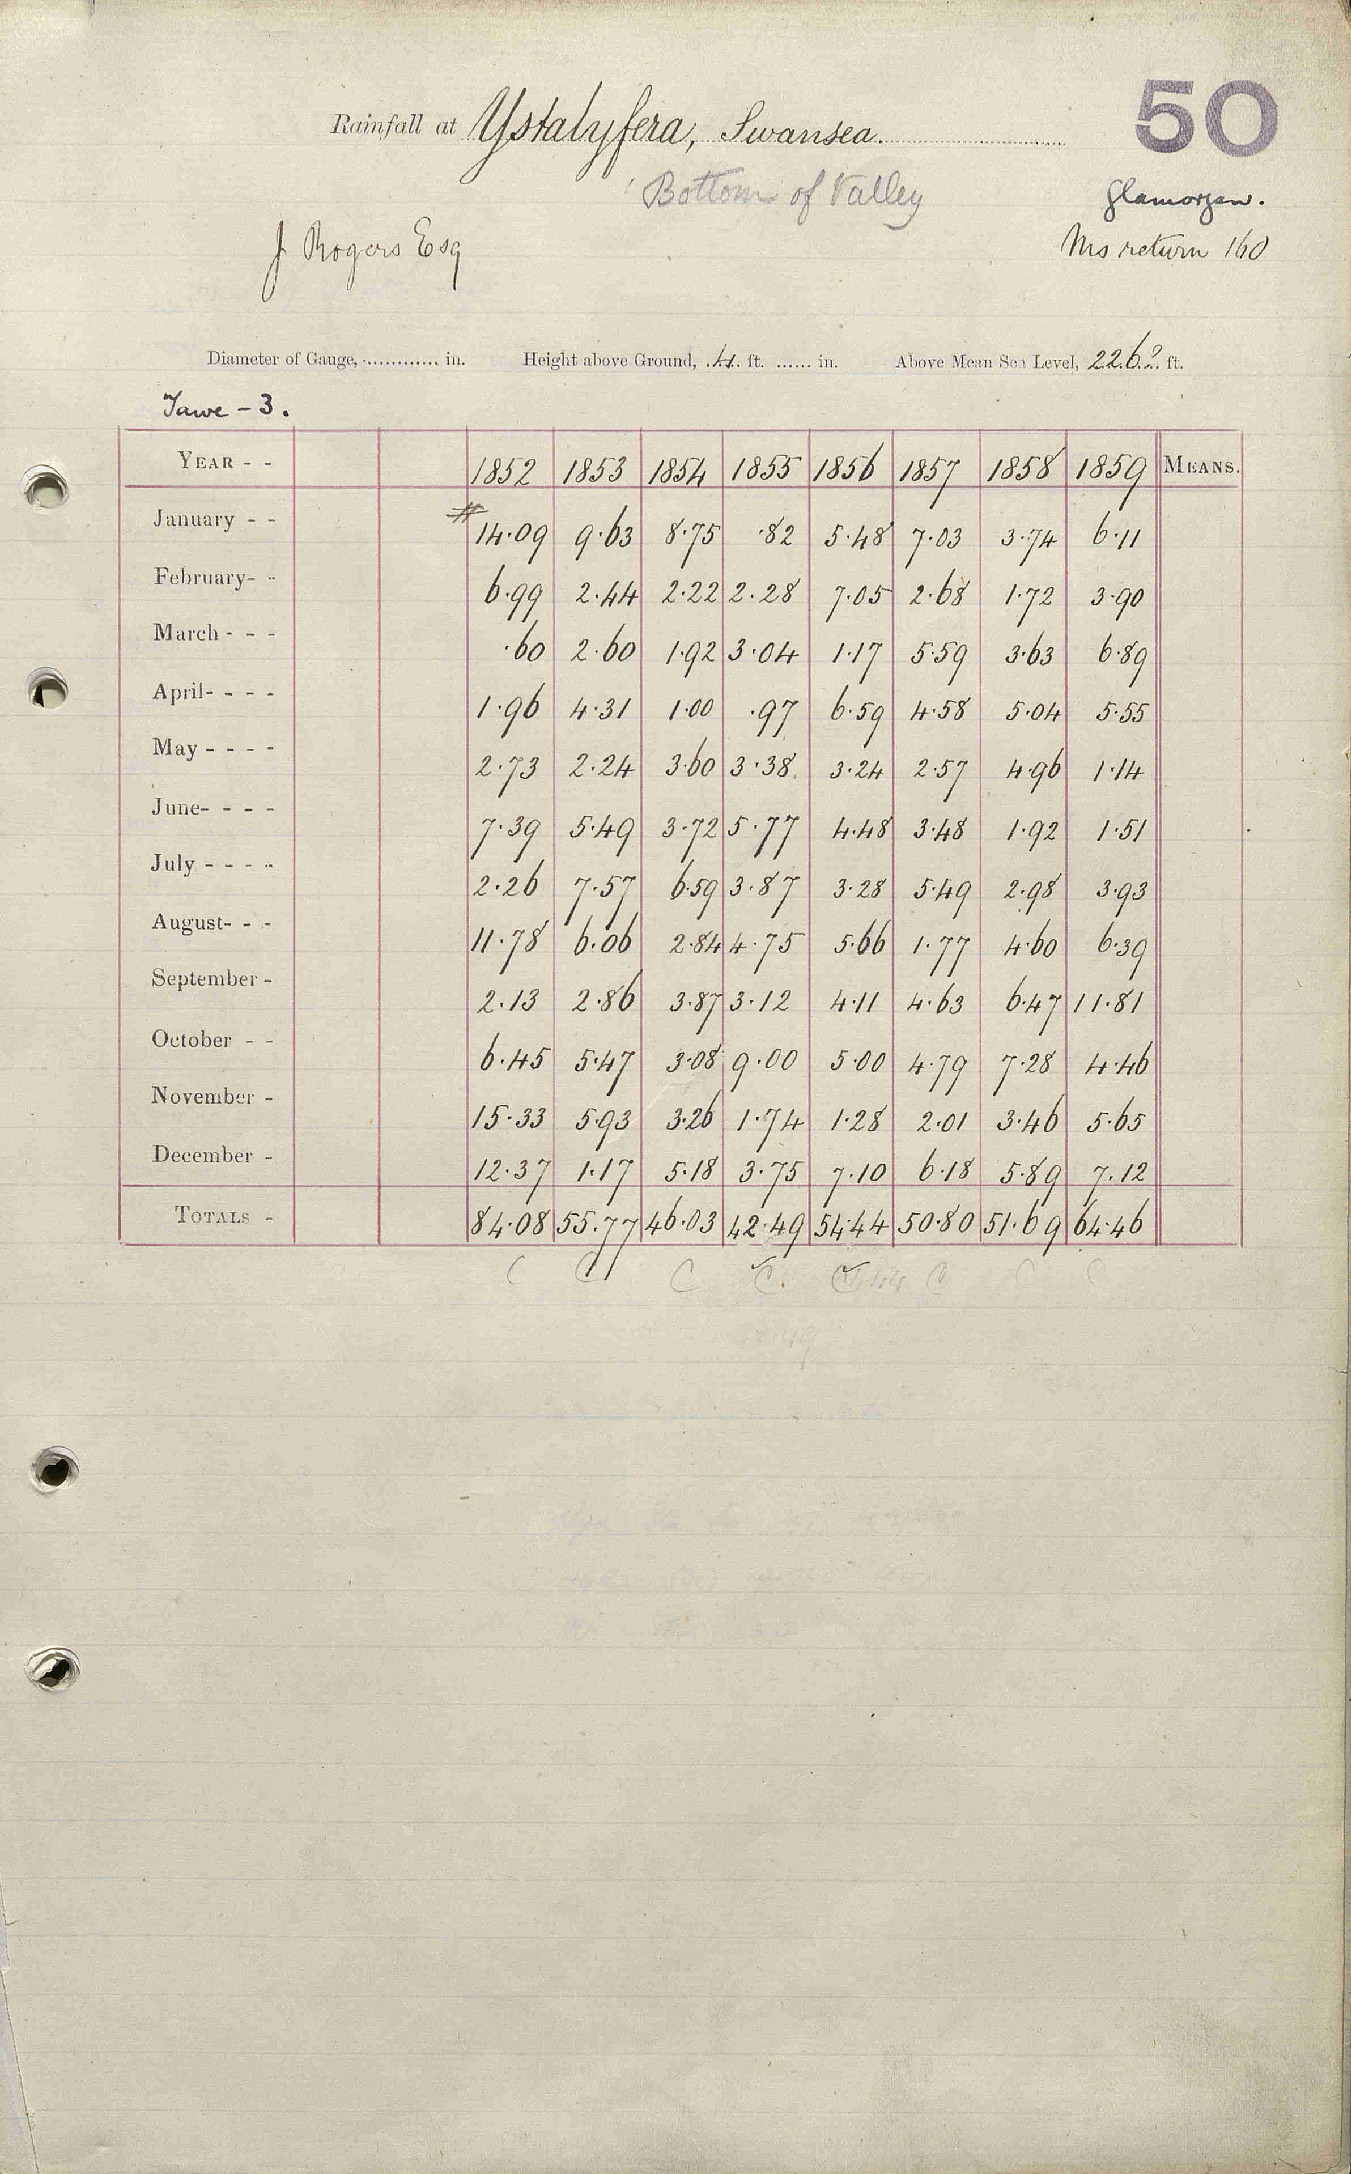 50
Rainfall at Ystalyfera, Swansea.
Bottom of Valley
Glamorgan.
J Rogers Esq
Ms return 160
Diameter of Gauge, ............ in. Height above Ground, 4 ft. ...... in. Above Mean Sea Level, 226? ft.
Tawe - 3.
YEAR - - 1852 1853 1854 1855 1856 1857 1858 1859 MEANS.
#
January - - 14.09 9.63 8.75 .82 5.48 7.03 3.74 6.11
February- - 6.99 2.44 2.22 2.28 7.05 2.68 1.72 3.90
March - - - .60 2.60 1.92 3.04 1.17 5.59 3.63 6.89
April- - - - 1.96 4.31 1.00 .97 6.59 4.58 5.04 5.55
May - - - - 2.73 2.24 3.60 3.38 3.24 2.57 4.96 1.14
June- - - - 7.39 5.49 3.72 5.77 4.48 3.48 1.92 1.51
July - - - - 2.26 7.57 6.59 3.87 3.28 5.49 2.98 3.93
August- - - 11.78 6.06 2.84 4.75 5.66 1.77 4.60 6.39
September - 2.13 2.86 3.87 3.12 4.11 4.63 6.47 11.81
October - - 6.45 5.47 3.08 9.00 5.00 4.79 7.28 4.46
November - 15.33 5.93 3.26 1.74 1.28 2.01 3.46 5.65
December - 12.37 1.17 5.18 3.75 7.10 6.18 5.89 7.12
TOTALS - 84.08 55.77 46.03 42.49 54.44 50.80 51.69 64.46
C C C C. C C C C